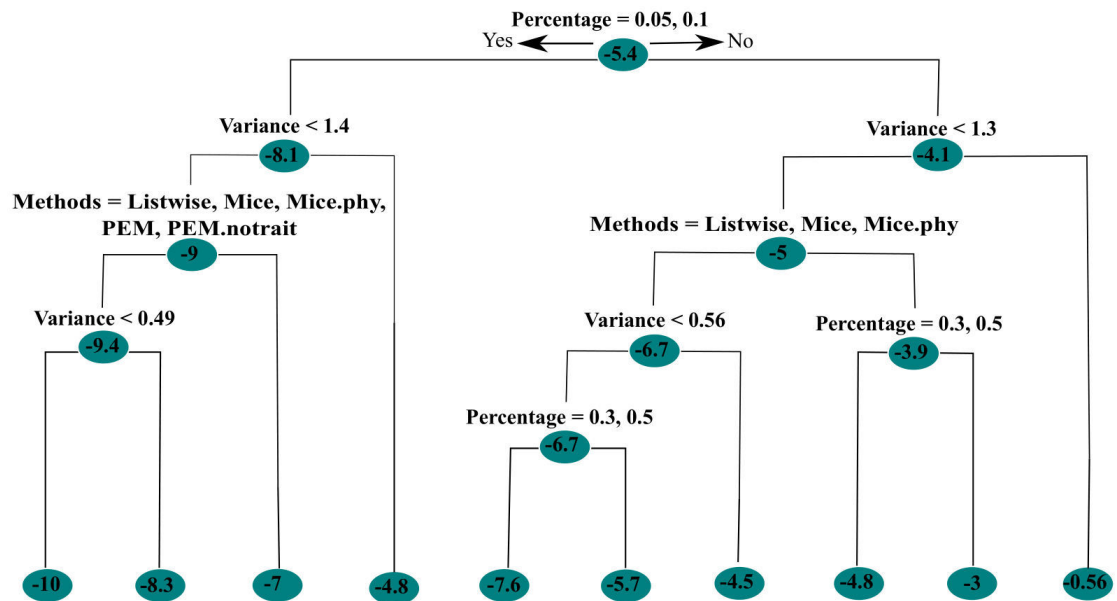 Percentage = 0.05, 0.1
Yes
No
-5.4
Variance < 1.4
Variance < 1.3
-8.1
-4.1
Methods = Listwise, Mice, Mice.phy,
PEM, PEM.notrait
Methods = Listwise, Mice, Mice.phy
-9
-5
Variance < 0.49
Variance < 0.56
Percentage = 0.3, 0.5
-9.4
-6.7
-3.9
Percentage = 0.3, 0.5
-6.7
-10
-8.3
-7
-4.8
-7.6
-5.7
-4.5
-4.8
-3
-0.56